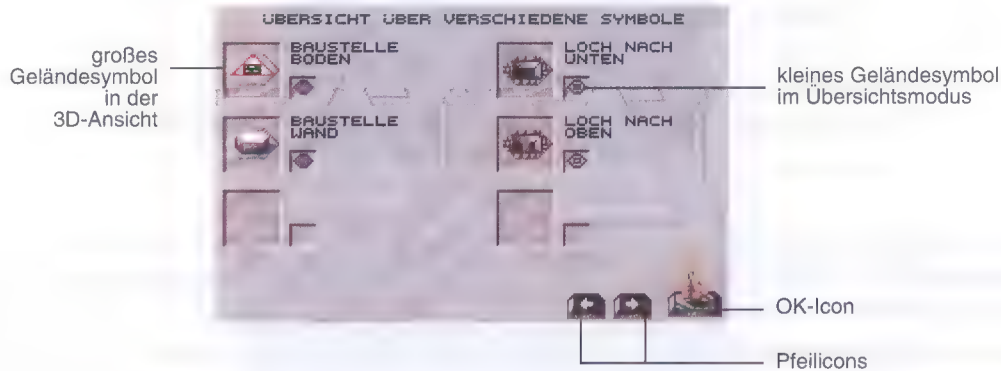 ÜBERSICHT ÜBER VERSCHIEDENE SYMBOLE
großes
Geländesymbol
in der
3D-Ansicht
BAUSTELLE
BODEN
LOCH NACH
UNTEN
kleines Geländesymbol
im Übersichtsmodus
BAUSTELLE
WAND
LOCH NACH
OBEN
OK-Icon
Pfeilicons